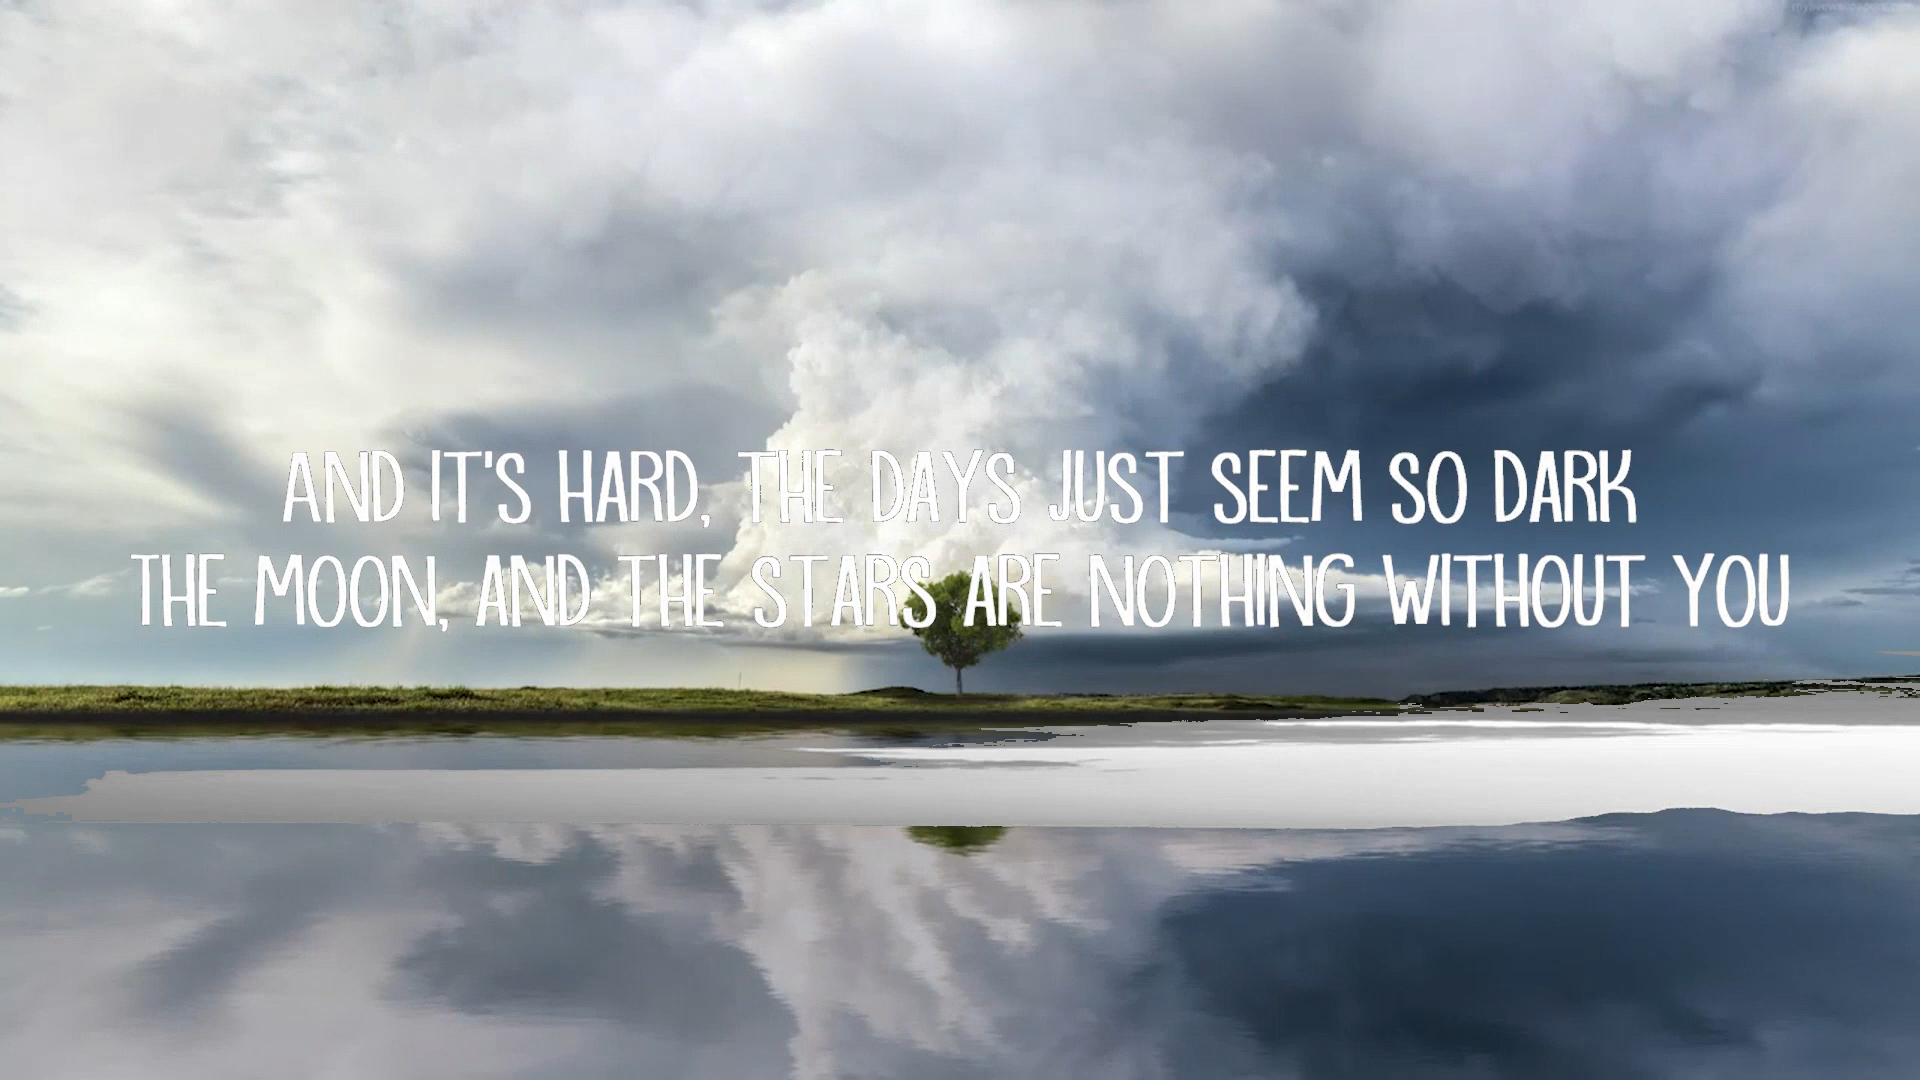 AND IT'S HARD, THE DAYS JUST SEEM SO DARK
THE MOON, AND THE STARS ARE NOTHING WITHOUT YOU